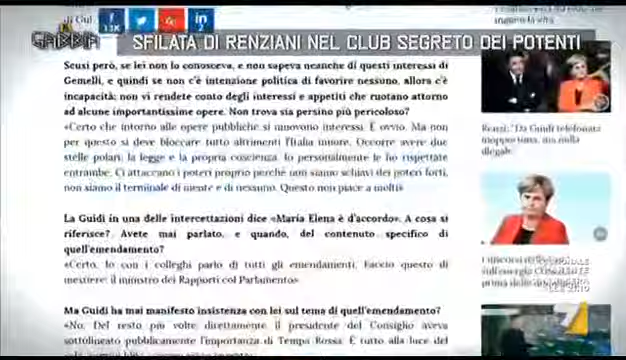 di Gui
f
13K
in
2
LA
GABBIA
SFILATA DI RENZIANI NEL CLUB SEGRETO DEI POTENTI
Scusi però, se lei non lo conosceva, e non sapeva neanche di questi interessi di
Gemelli, e quindi se non c'è intenzione politica di favorire nessuno, allora c'è
incapacità: non vi rendete conto degli interessi e appetiti che ruotano attorno
ad alcune importantissime opere. Non trova sia persino più pericoloso?
«Certo che intorno alle opere pubbliche si muovono interessi. È ovvio. Ma non
per questo si deve bloccare tutto altrimenti l'Italia muore. Occorre avere due
stelle polari: la legge e la propria coscienza. Io personalmente le ho rispettate
entrambe. Ci attaccano i poteri proprio perché non siamo schiavi dei poteri forti,
non siamo il terminale di niente e di nessuno. Questo non piace a molti»
La Guidi in una delle intercettazioni dice «Maria Elena è d'accordo». A cosa si
riferisce? Avete mai parlato, e quando, del contenuto specifico di
quell'emendamento?
«Certo. Io con i colleghi parlo di tutti gli emendamenti. Faccio questo di
mestiere: il ministro dei Rapporti col Parlamento»
Ma Guidi ha mai manifesto insistenza con lei sul tema di quell'emendamento?
«No. Del resto più volte direttamente il presidente del Consiglio aveva
sottolineato pubblicamente l'importanza di Tempa Rossa. È tutto alla luce del
Renzi: "Da Guidi telefonata
inopportuna, ma nulla
illegale
sull'energia
prima delle
7